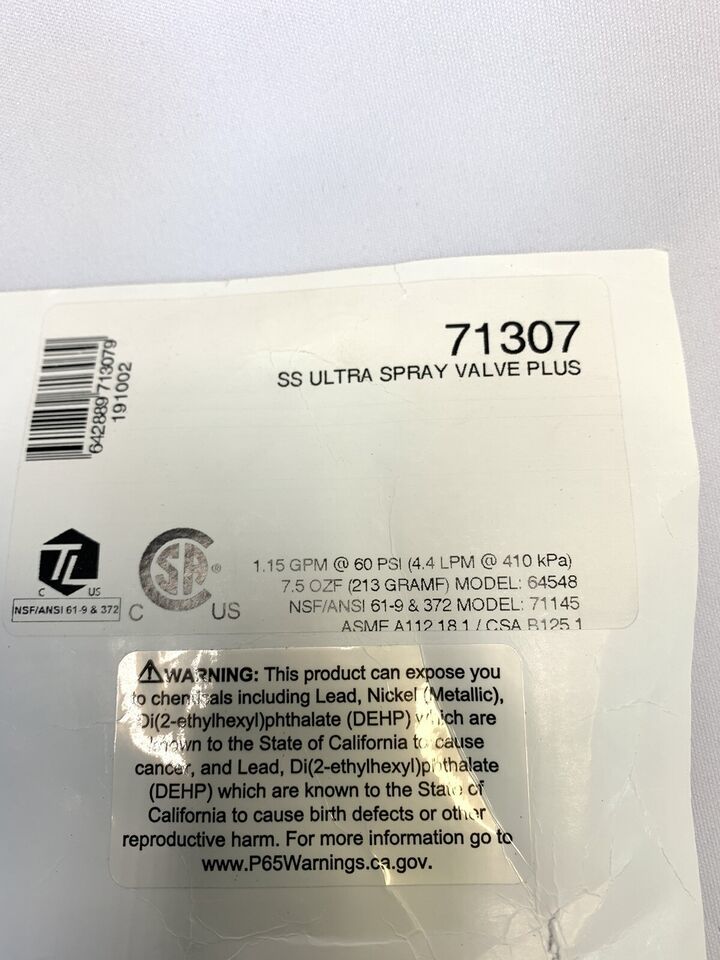 71307
SS ULTRA SPRAY VALVE PLUS
642889 713079
191002
TL
C US
NSF/ANSI 61-9 & 372
SP®
C US
1.15 GPM @ 60 PSI (4.4 LPM @ 410 kPa)
7.5 OZF (213 GRAMF) MODEL: 64548
NSF/ANSI 61-9 & 372 MODEL: 71145
ASME A112.18.1 / CSA B125.1
⚠WARNING: This product can expose you
to chemicals including Lead, Nickel (Metallic),
Di(2-ethylhexyl)phthalate (DEHP) which are
known to the State of California to cause
cancer, and Lead, Di(2-ethylhexyl)phthalate
(DEHP) which are known to the State of
California to cause birth defects or other
reproductive harm. For more information go to
www.P65Warnings.ca.gov.